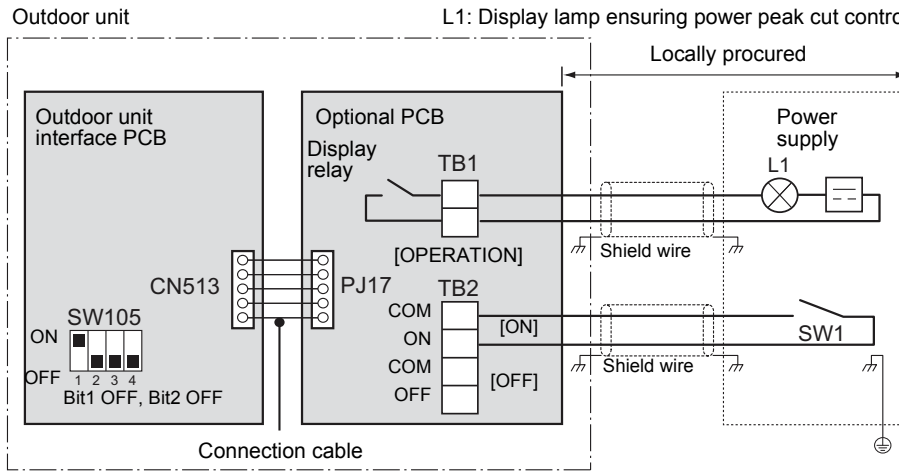 Outdoor unit
L1: Display lamp ensuring power peak cut contro
Locally procured
Outdoor unit
interface PCB
Optional PCB
Display
relay
TB1
Power
supply
L1
[OPERATION]
Shield wire
CN513
PJ17
TB2
COM
ON
[ON]
COM
OFF
[OFF]
SW1
Shield wire
SW105
ON
OFF
1 2 3 4
Bit1 OFF, Bit2 OFF
Connection cable